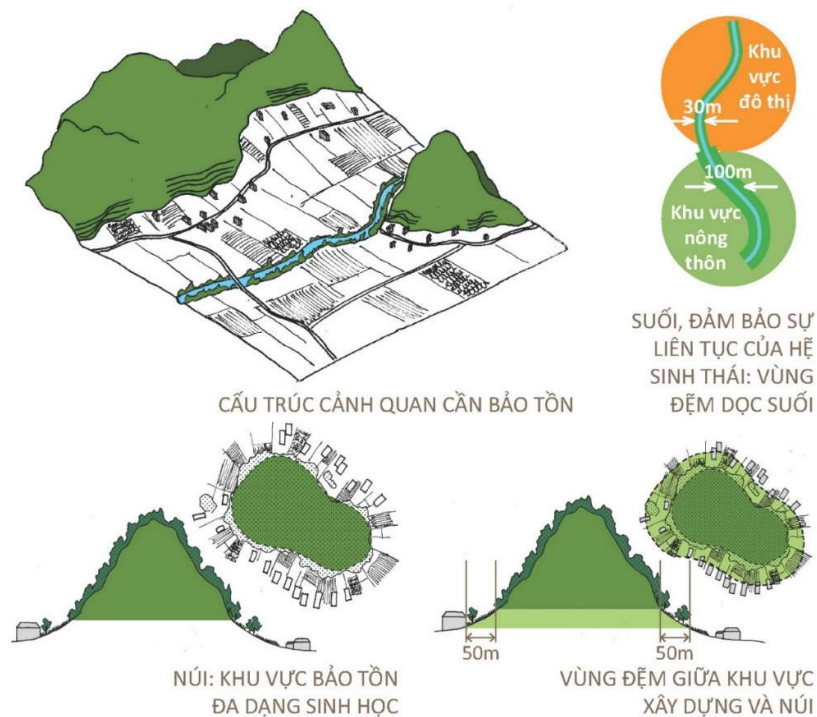 Khu
vực
đô thị
30m
100m
Khu vực
nông
thôn
SUỐI, ĐẢM BẢO SỰ
LIÊN TỤC CỦA HỆ
SINH THÁI: VÙNG
ĐỆM DỌC SUỐI
CẤU TRÚC CẢNH QUAN CẦN BẢO TỒN
50m
50m
NÚI: KHU VỰC BẢO TỒN
ĐA DẠNG SINH HỌC
VÙNG ĐỆM GIỮA KHU VỰC
XÂY DỰNG VÀ NÚI